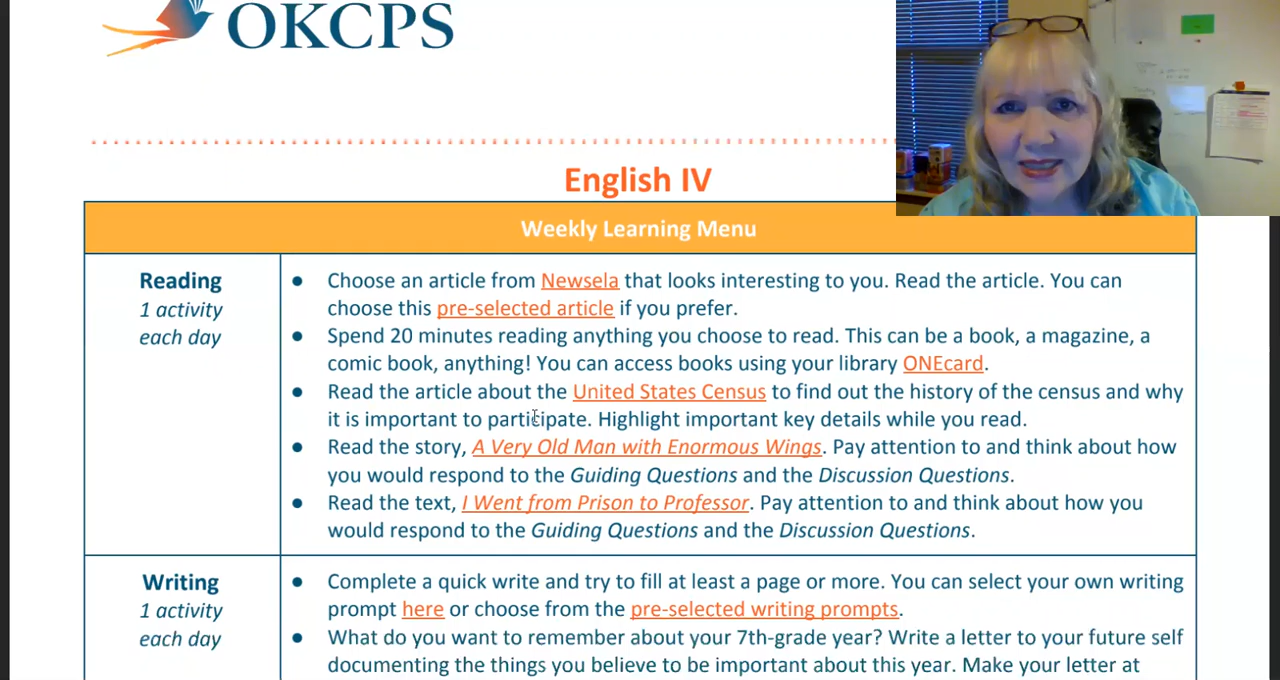 OKCPS
English IV
Weekly Learning Menu
Reading
1 activity
each day
● Choose an article from Newsela that looks interesting to you. Read the article. You can
choose this pre-selected article if you prefer.
● Spend 20 minutes reading anything you choose to read. This can be a book, a magazine, a
comic book, anything! You can access books using your library ONEcard.
● Read the article about the United States Census to find out the history of the census and why
it is important to participate. Highlight important key details while you read.
● Read the story, A Very Old Man with Enormous Wings. Pay attention to and think about how
you would respond to the Guiding Questions and the Discussion Questions.
● Read the text, I Went from Prison to Professor. Pay attention to and think about how you
would respond to the Guiding Questions and the Discussion Questions.
Writing
1 activity
each day
● Complete a quick write and try to fill at least a page or more. You can select your own writing
prompt here or choose from the pre-selected writing prompts.
● What do you want to remember about your 7th-grade year? Write a letter to your future self
documenting the things you believe to be important about this year. Make your letter at